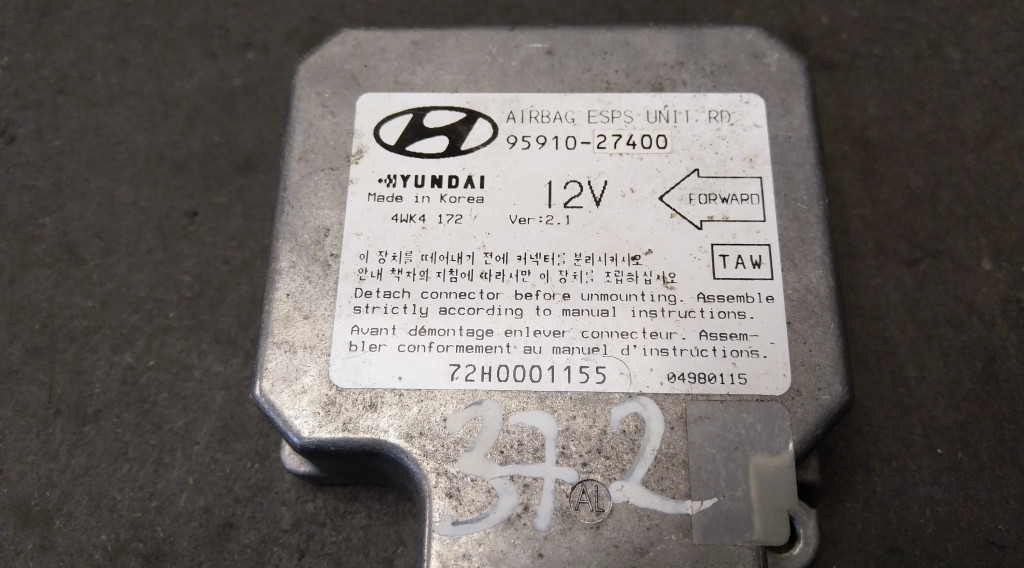 AIRBAG ESPS UNIT RD
95910-27400
HYUNDAI
Made in Korea
12V
FORWARD
4WK4 172
Ver:2.1
이 장치를 떼어내기 전에 커넥터를 분리시키시오
TAW
안내 책자의 지침에 따라서만 이 장치를 조립하십시오
Detach connector before unmounting. Assemble
strictly according to manual instructions.
Avant démontage enlever connecteur. Assem-
bler conformement au manuel d'instructions.
72H0001155
04980115
372
AL